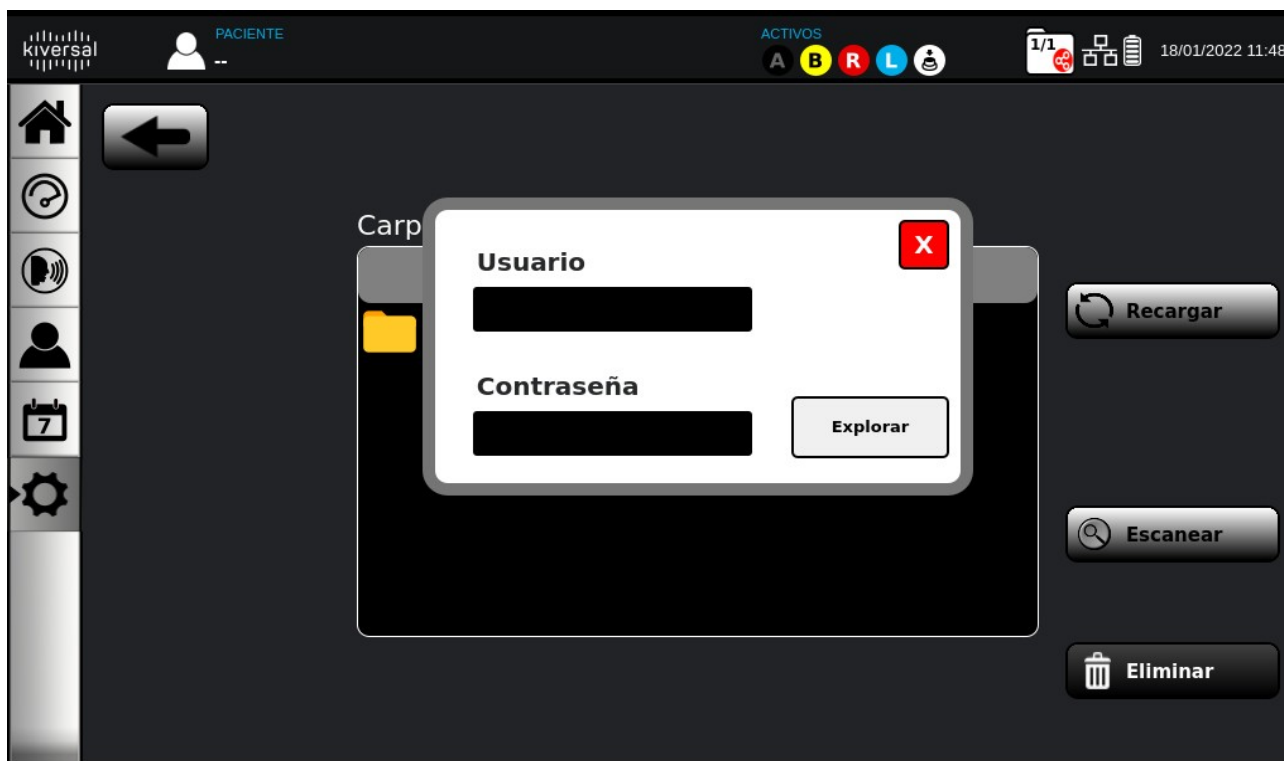 kiversal
PACIENTE
--
ACTIVOS
A B R L
1/1
18/01/2022 11:48
7
Carp
Usuario
X
Recargar
Contraseña
Explorar
Escanear
Eliminar